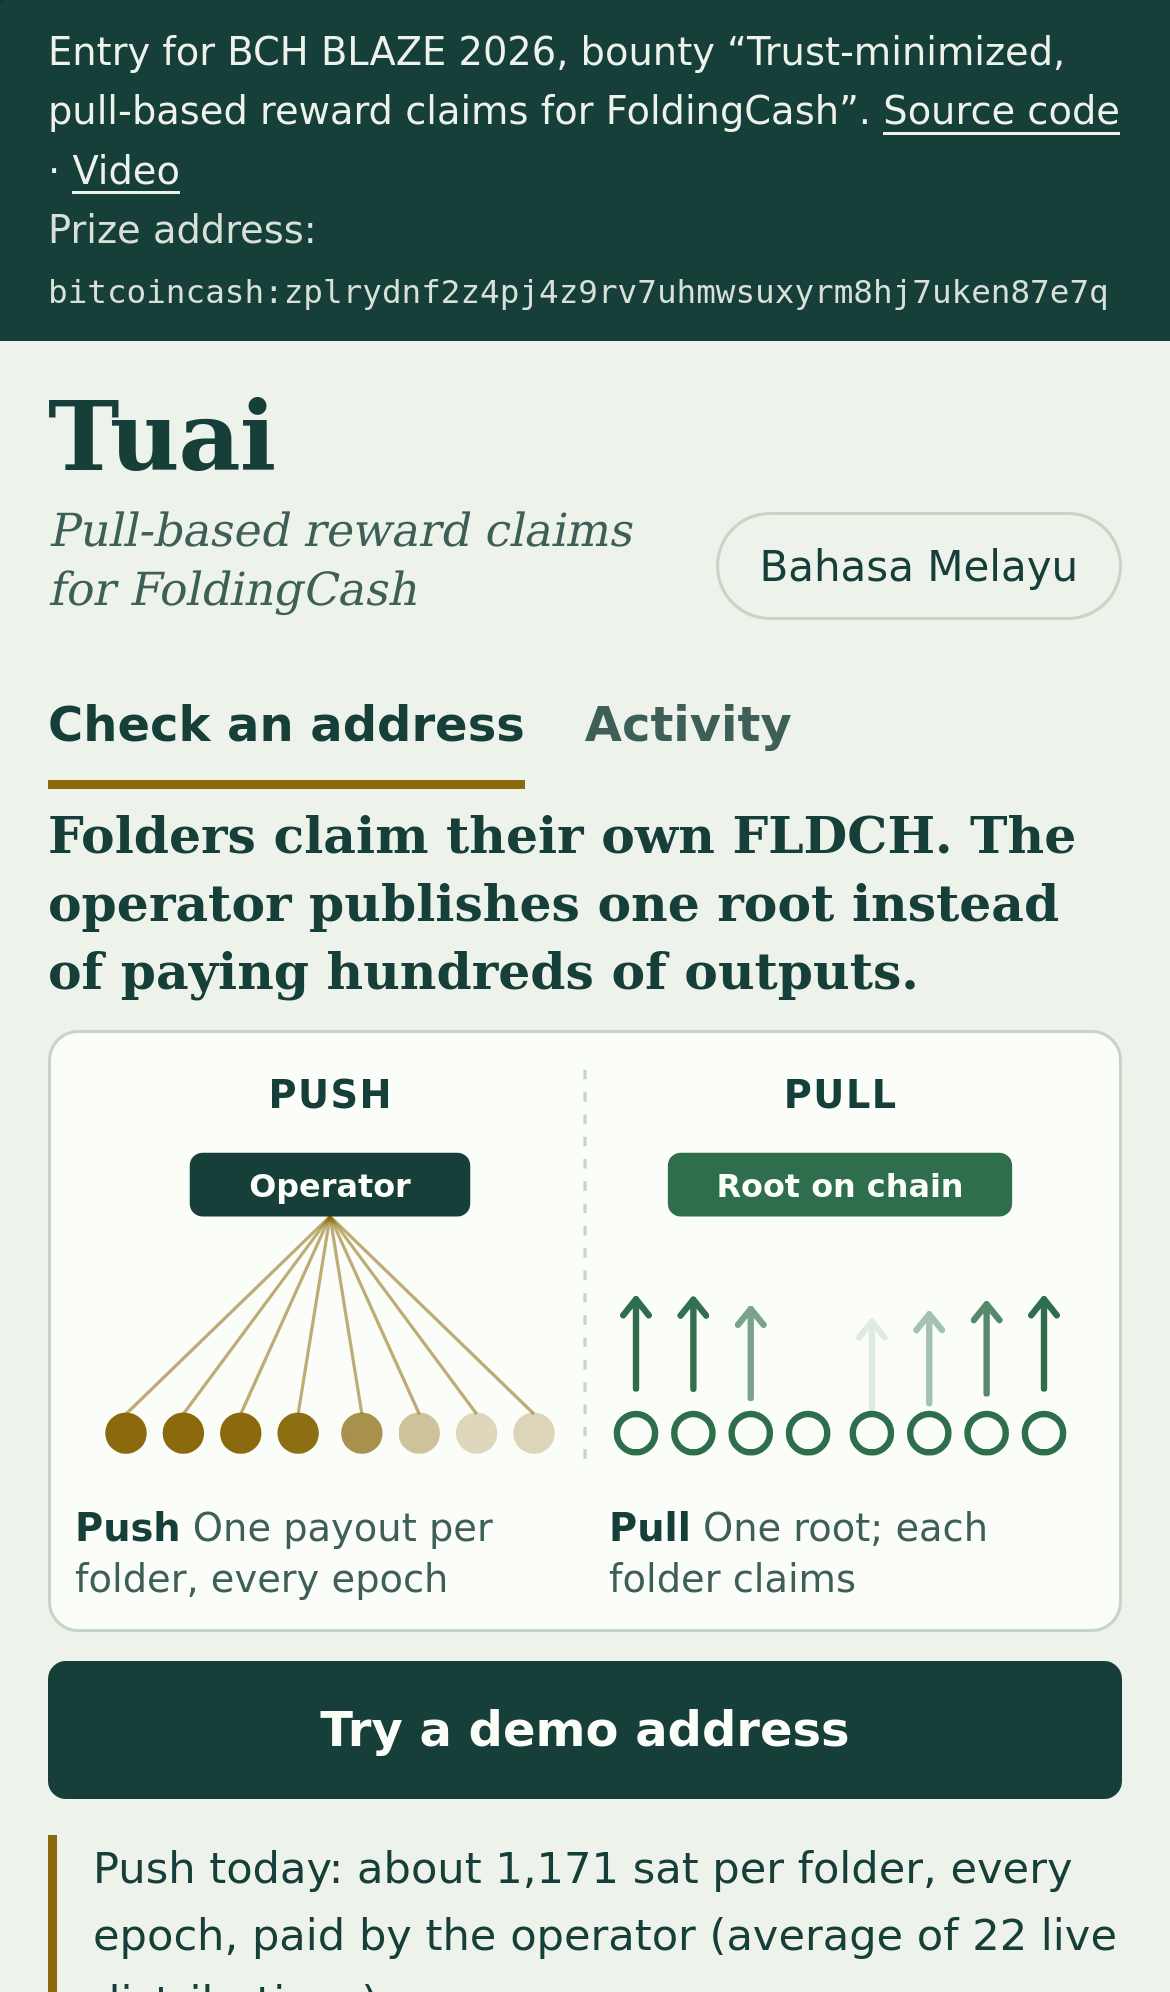 Entry for BCH BLAZE 2026, bounty “Trust-minimized,
pull-based reward claims for FoldingCash”. Source code
· Video
Prize address:
bitcoincash:zplrydnf2z4pj4z9rv7uhmwsuxyrm8hj7uken87e7q
Tuai
Pull-based reward claims
for FoldingCash
Bahasa Melayu
Check an address Activity
Folders claim their own FLDCH. The
operator publishes one root instead
of paying hundreds of outputs.
PUSH PULL
Operator Root on chain
Push One payout per
folder, every epoch
Pull One root; each
folder claims
Try a demo address
Push today: about 1,171 sat per folder, every
epoch, paid by the operator (average of 22 live